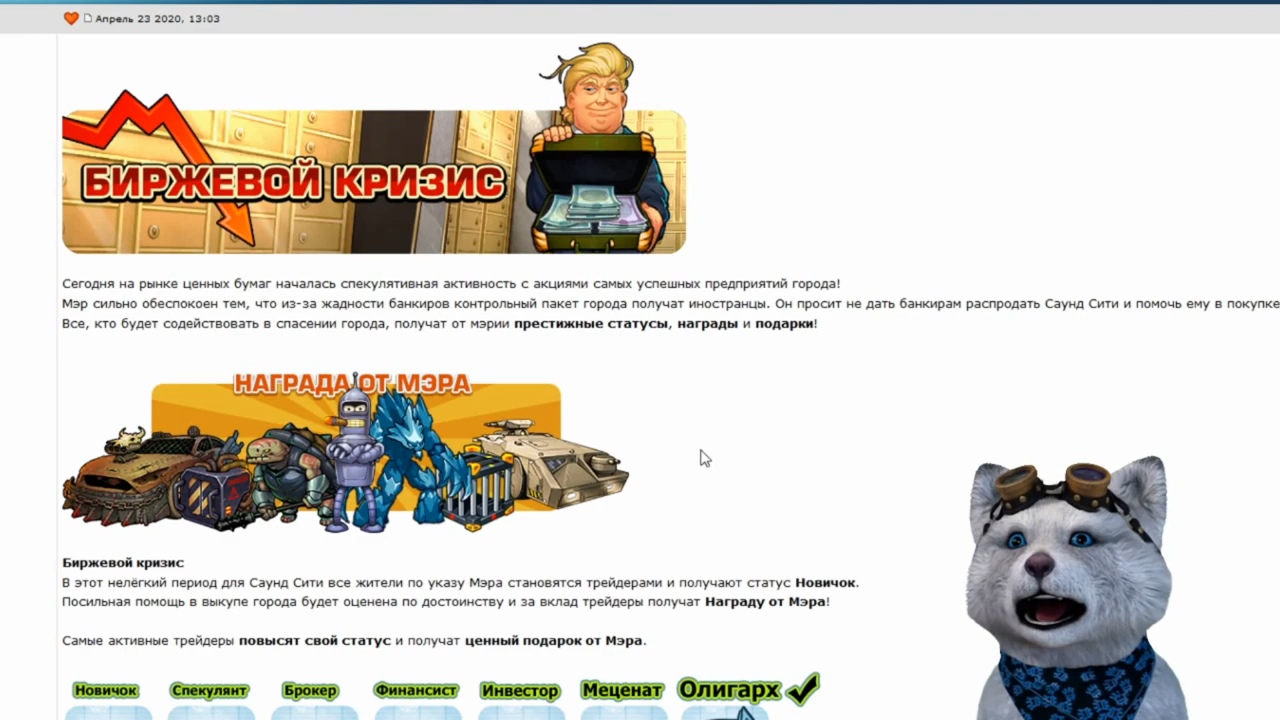 Апрель 23 2020, 13:03
БИРЖЕВОЙ КРИЗИС
Сегодня на рынке ценных бумаг началась спекулятивная активность с акциями самых успешных предприятий города!
Мэр сильно обеспокоен тем, что из-за жадности банкиров контрольный пакет города получат иностранцы. Он просит не дать банкирам распродать Саунд Сити и помочь ему в покупке
Все, кто будет содействовать в спасении города, получат от мэрии престижные статусы, награды и подарки!
НАГРАДА ОТ МЭРА
Биржевой кризис
В этот нелёгкий период для Саунд Сити все жители по указу Мэра становятся трейдерами и получают статус Новичок.
Посильная помощь в выкупе города будет оценена по достоинству и за вклад трейдеры получат Награду от Мэра!
Самые активные трейдеры повысят свой статус и получат ценный подарок от Мэра.
Новичок Спекулянт Брокер Финансист Инвестор Меценат Олигарх